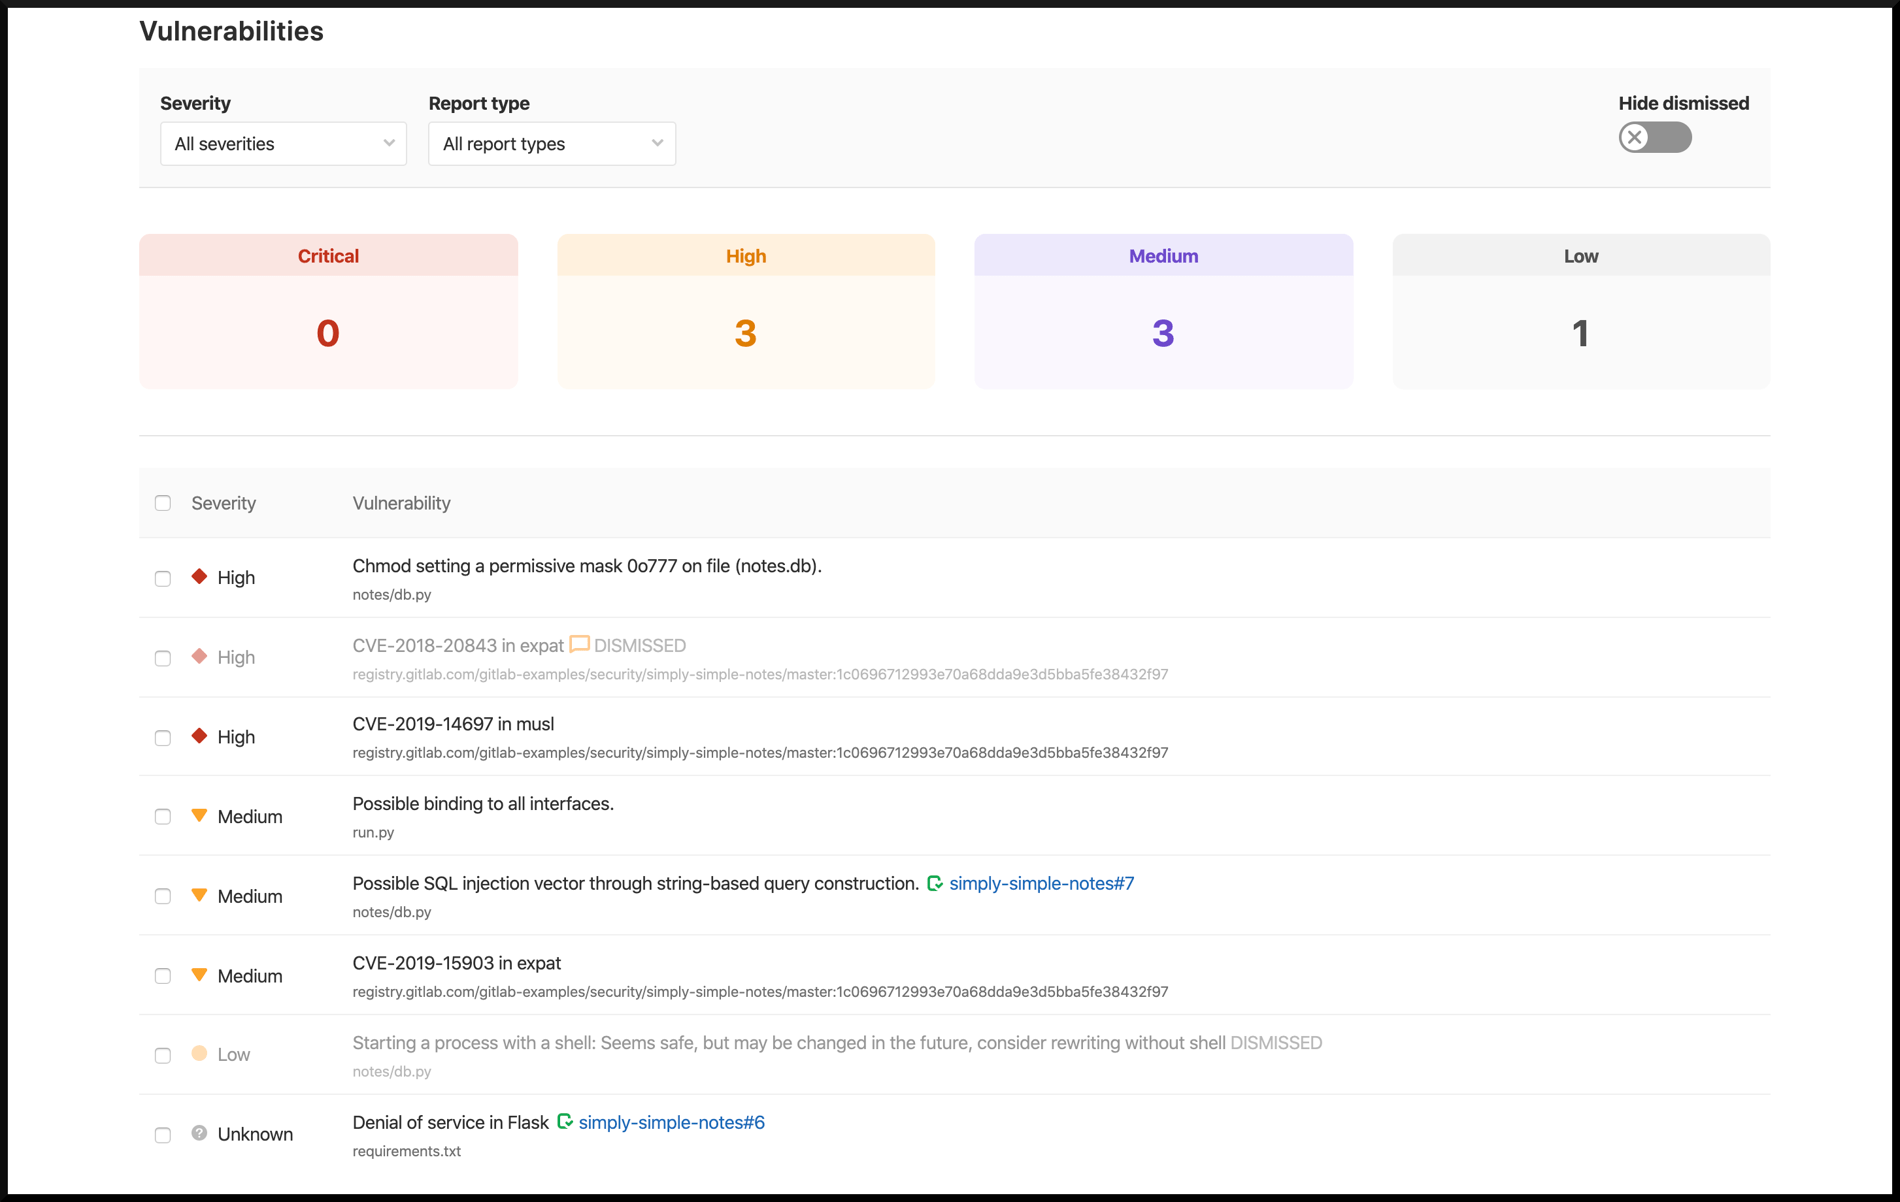 Vulnerabilities
Severity
Report type
Hide dismissed
All severities
All report types
Critical
High
Medium
Low
0
3
3
1
Severity Vulnerability
High
Chmod setting a permissive mask 0o777 on file (notes.db).
notes/db.py
High
CVE-2018-20843 in expat DISMISSED
registry.gitlab.com/gitlab-examples/security/simply-simple-notes/master:1c0696712993e70a68dda9e3d5bba5fe38432f97
High
CVE-2019-14697 in musl
registry.gitlab.com/gitlab-examples/security/simply-simple-notes/master:1c0696712993e70a68dda9e3d5bba5fe38432f97
Medium
Possible binding to all interfaces.
run.py
Medium
Possible SQL injection vector through string-based query construction. simply-simple-notes#7
notes/db.py
Medium
CVE-2019-15903 in expat
registry.gitlab.com/gitlab-examples/security/simply-simple-notes/master:1c0696712993e70a68dda9e3d5bba5fe38432f97
Low
Starting a process with a shell: Seems safe, but may be changed in the future, consider rewriting without shell DISMISSED
notes/db.py
Unknown
Denial of service in Flask simply-simple-notes#6
requirements.txt